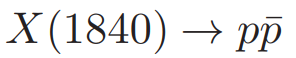 X(1840) → pp̄